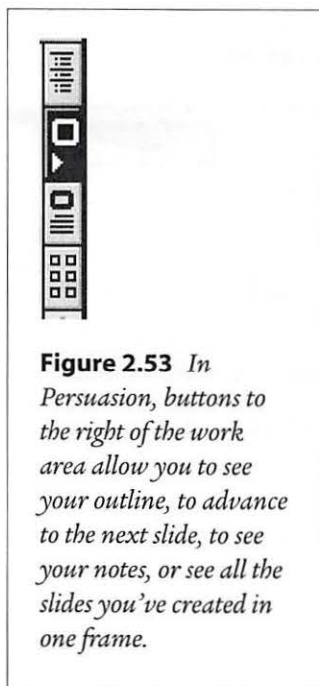 Figure 2.53 In
Persuasion, buttons to
the right of the work
area allow you to see
your outline, to advance
to the next slide, to see
your notes, or see all the
slides you've created in
one frame.